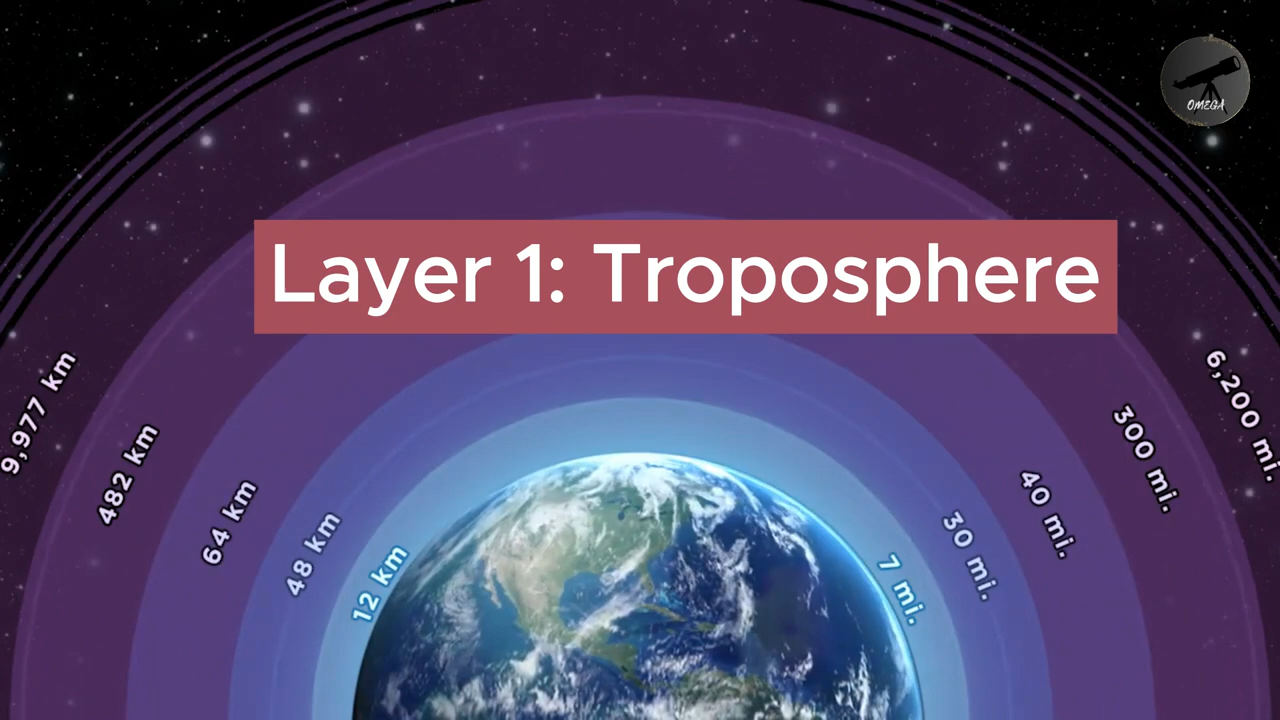 OMEGA
Layer 1: Troposphere
9,977 km
482 km
64 km
48 km
12 km
7 mi.
30 mi.
40 mi.
300 mi.
6,200 mi.